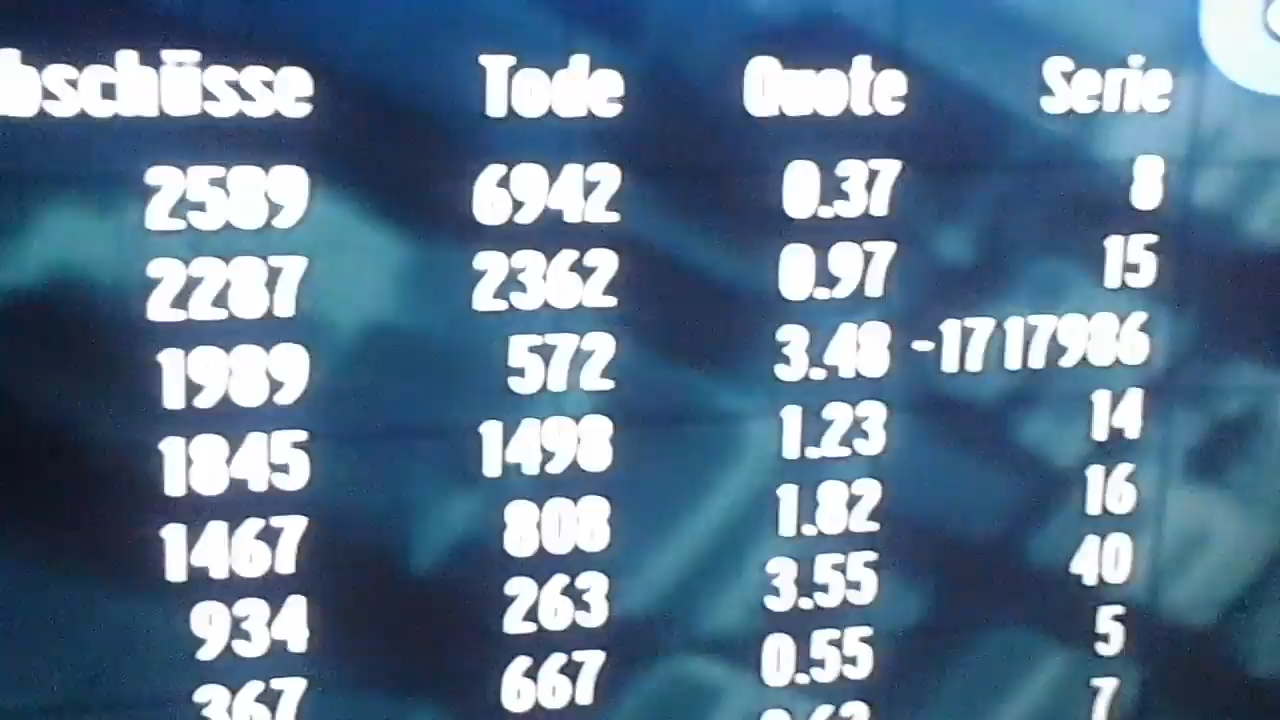 bschüsse Tode Quote Serie
2589 6942 0.37 8
2287 2362 0.97 15
1989 572 3.48 -1717986
1845 1498 1.23 14
1467 808 1.82 16
934 263 3.55 40
367 667 0.55 5
7